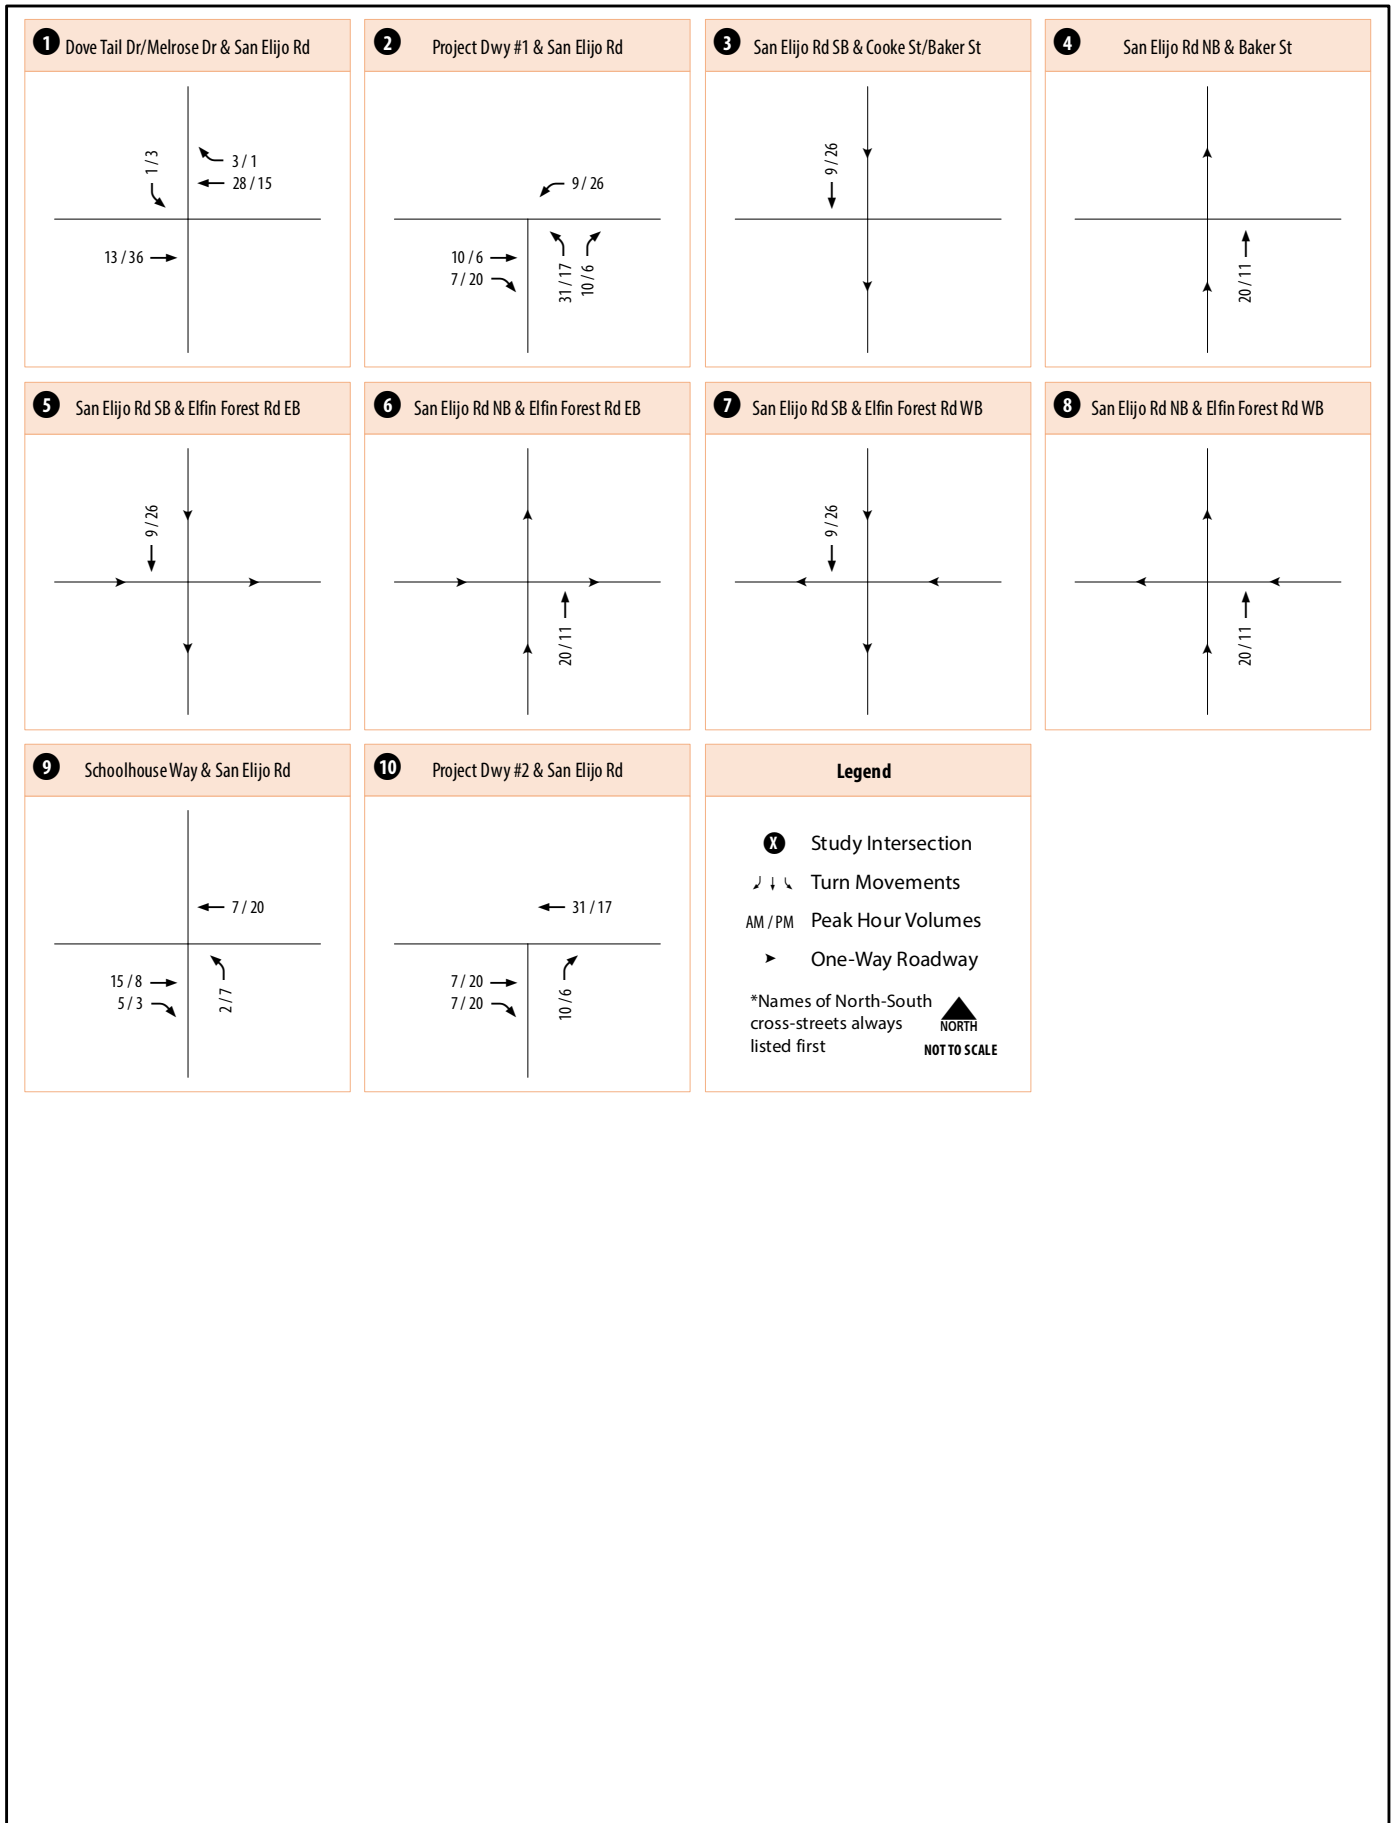 1 Dove Tail Dr/Melrose Dr & San Elijo Rd
1 / 3
3 / 1
28 / 15
13 / 36
2 Project Dwy #1 & San Elijo Rd
9 / 26
10 / 6
7 / 20
31 / 17
10 / 6
3 San Elijo Rd SB & Cooke St/Baker St
9 / 26
4 San Elijo Rd NB & Baker St
20 / 11
5 San Elijo Rd SB & Elfin Forest Rd EB
9 / 26
6 San Elijo Rd NB & Elfin Forest Rd EB
20 / 11
7 San Elijo Rd SB & Elfin Forest Rd WB
9 / 26
8 San Elijo Rd NB & Elfin Forest Rd WB
20 / 11
9 Schoolhouse Way & San Elijo Rd
7 / 20
15 / 8
5 / 3
2 / 7
10 Project Dwy #2 & San Elijo Rd
31 / 17
7 / 20
7 / 20
10 / 6
Legend
X Study Intersection
Turn Movements
AM / PM Peak Hour Volumes
One-Way Roadway
*Names of North-South
cross-streets always
listed first
NORTH
NOT TO SCALE